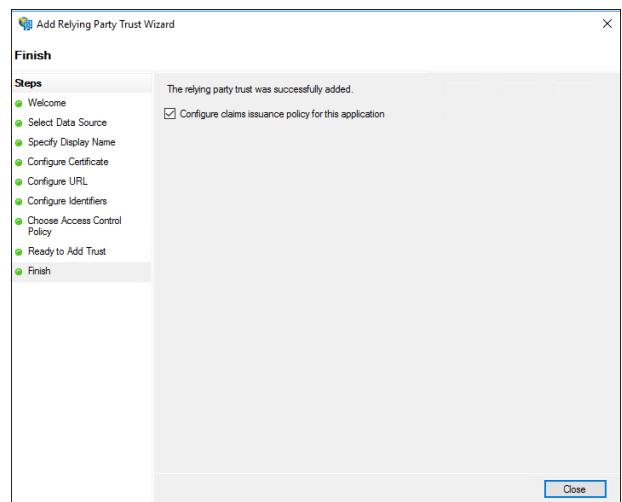 Add Relying Party Trust Wizard
Finish
Steps
Welcome
Select Data Source
Specify Display Name
Configure Certificate
Configure URL
Configure Identifiers
Choose Access Control
Policy
Ready to Add Trust
Finish
The relying party trust was successfully added.
Configure claims issuance policy for this application
Close